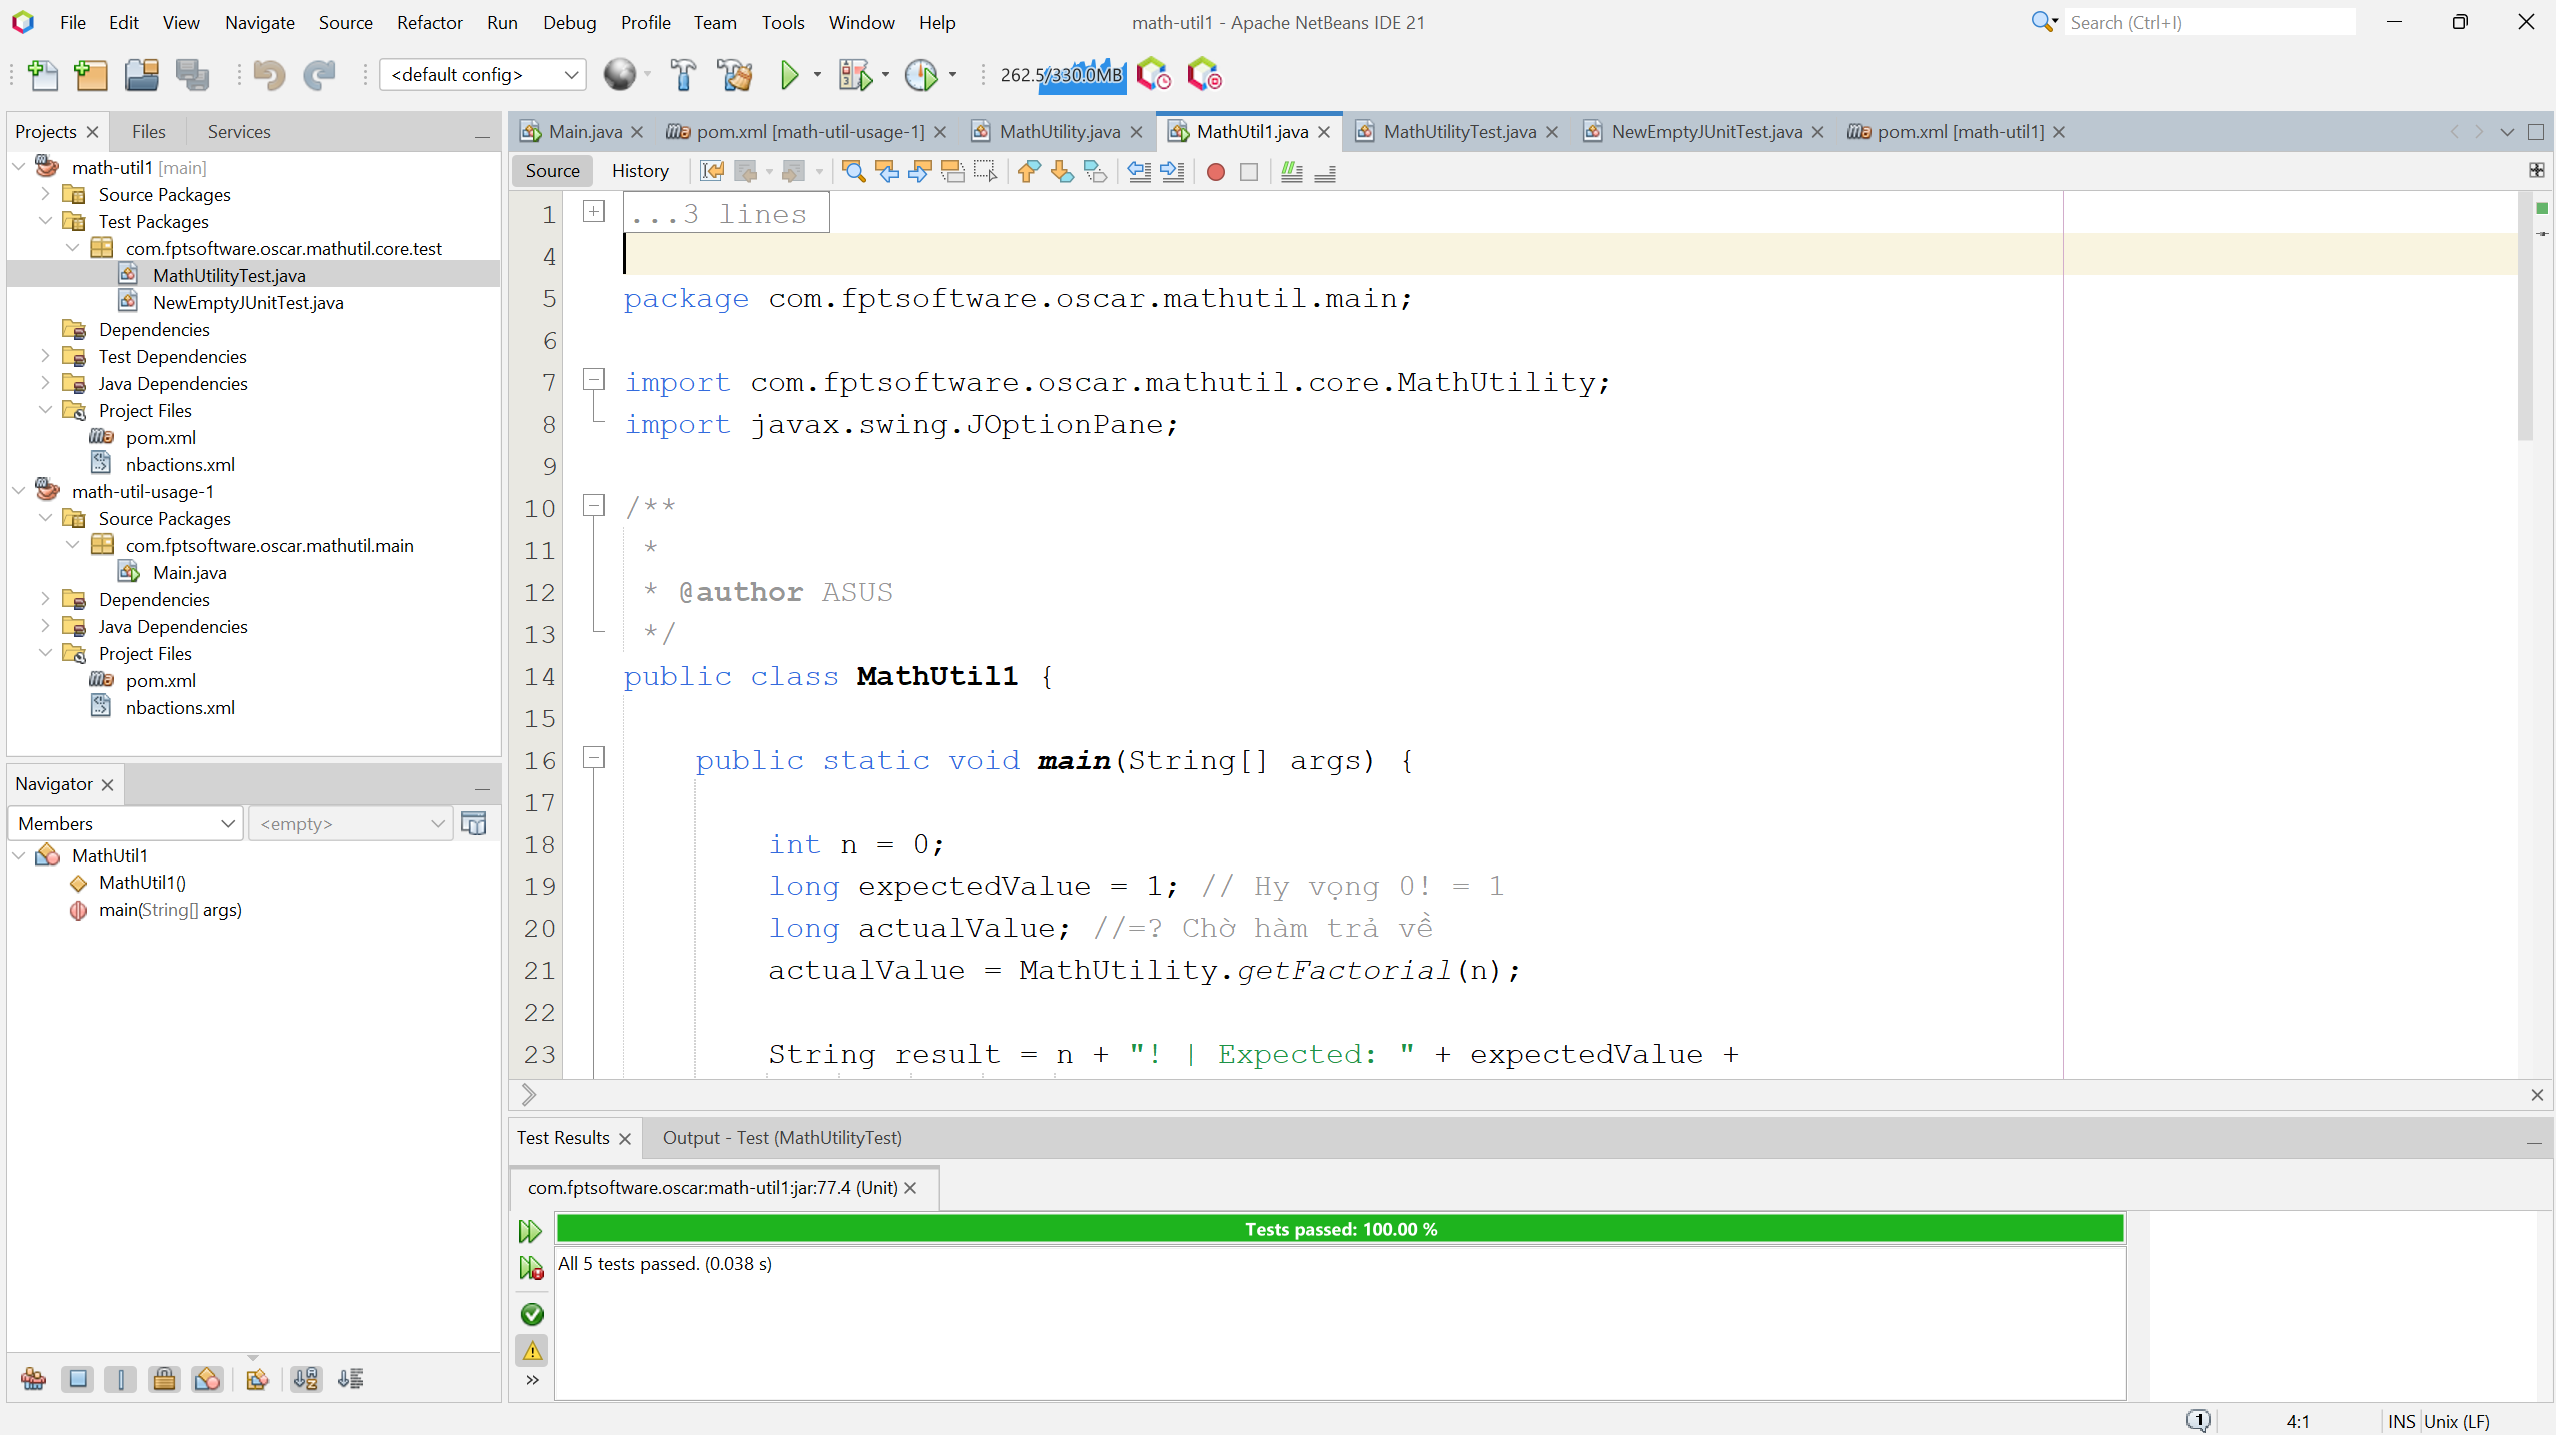 File Edit View Navigate Source Refactor Run Debug Profile Team Tools Window Help
math-util1 - Apache NetBeans IDE 21
Search (Ctrl+I)
<default config>
262.5/330.0MB
Projects Files Services
Main.java pom.xml [math-util-usage-1] MathUtility.java MathUtil1.java MathUtilityTest.java NewEmptyJUnitTest.java pom.xml [math-util1]
Source History
math-util1 [main]
Source Packages
Test Packages
com.fptsoftware.oscar.mathutil.core.test
MathUtilityTest.java
NewEmptyJUnitTest.java
Dependencies
Test Dependencies
Java Dependencies
Project Files
pom.xml
nbactions.xml
math-util-usage-1
Source Packages
com.fptsoftware.oscar.mathutil.main
Main.java
Dependencies
Java Dependencies
Project Files
pom.xml
nbactions.xml
Navigator
Members <empty>
MathUtil1
MathUtil1()
main(String[] args)
1 ...3 lines
4
5 package com.fptsoftware.oscar.mathutil.main;
6
7 import com.fptsoftware.oscar.mathutil.core.MathUtility;
8 import javax.swing.JOptionPane;
9
10 /**
11 *
12 * @author ASUS
13 */
14 public class MathUtil1 {
15
16 public static void main(String[] args) {
17
18 int n = 0;
19 long expectedValue = 1; // Hy vọng 0! = 1
20 long actualValue; //=? Chờ hàm trả về
21 actualValue = MathUtility.getFactorial(n);
22
23 String result = n + "! | Expected: " + expectedValue +
Test Results Output - Test (MathUtilityTest)
com.fptsoftware.oscar:math-util1:jar:77.4 (Unit)
Tests passed: 100.00 %
All 5 tests passed. (0.038 s)
1 4:1 INS Unix (LF)